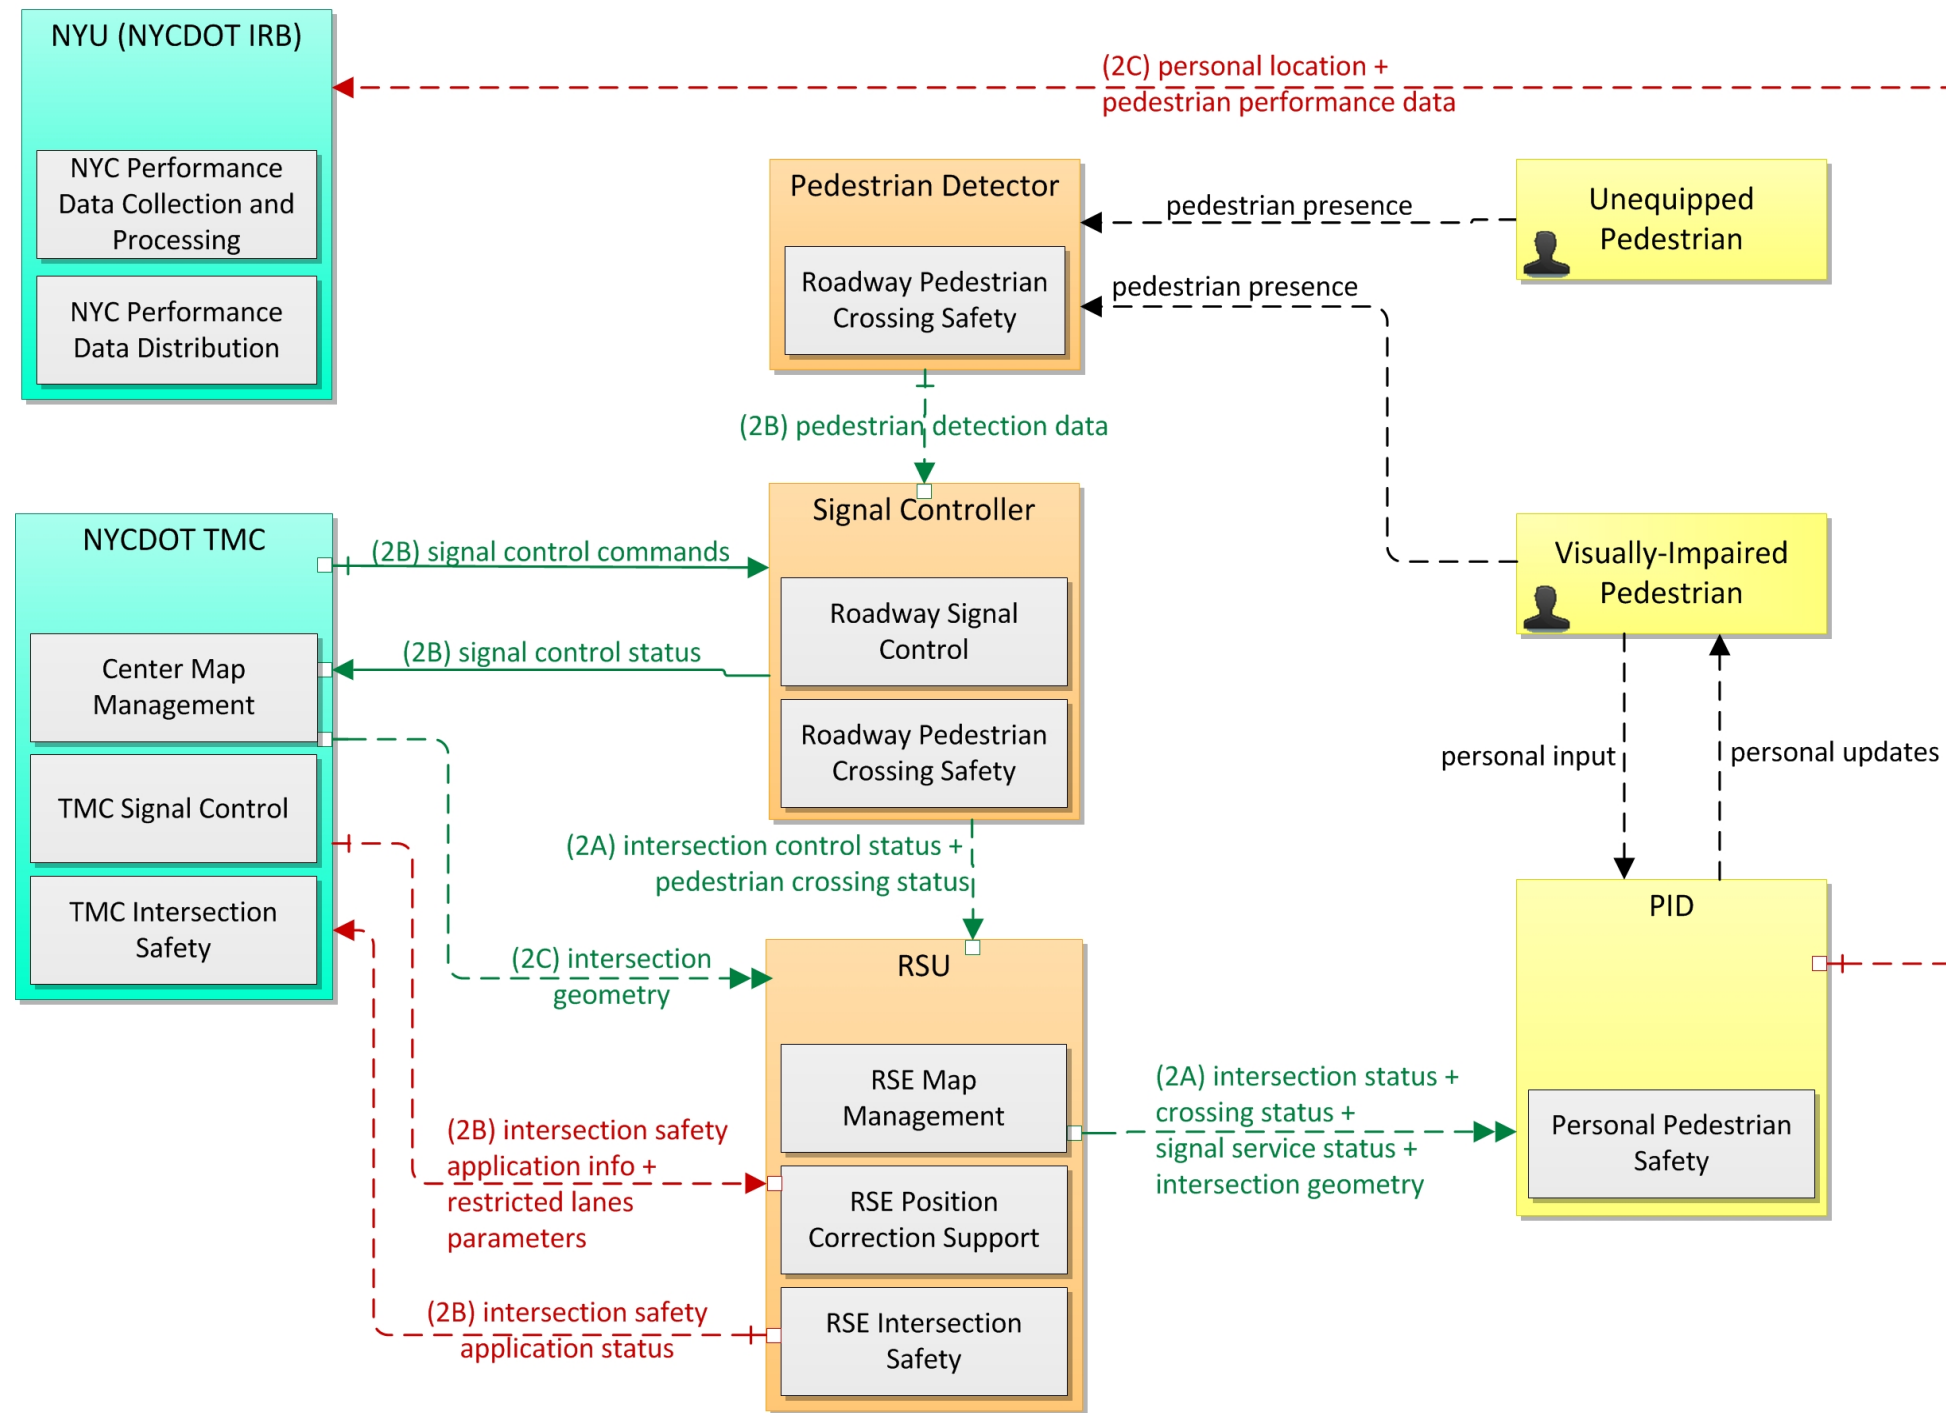 NYU (NYCDOT IRB)
NYC Performance
Data Collection and
Processing
NYC Performance
Data Distribution
(2C) personal location +
pedestrian performance data
Pedestrian Detector
Roadway Pedestrian
Crossing Safety
pedestrian presence
pedestrian presence
Unequipped
Pedestrian
(2B) pedestrian detection data
NYCDOT TMC
Center Map
Management
TMC Signal Control
TMC Intersection
Safety
(2B) signal control commands
(2B) signal control status
Signal Controller
Roadway Signal
Control
Roadway Pedestrian
Crossing Safety
Visually-Impaired
Pedestrian
personal input
personal updates
(2A) intersection control status +
pedestrian crossing status
(2C) intersection
geometry
(2B) intersection safety
application info +
restricted lanes
parameters
(2B) intersection safety
application status
RSU
RSE Map
Management
RSE Position
Correction Support
RSE Intersection
Safety
(2A) intersection status +
crossing status +
signal service status +
intersection geometry
PID
Personal Pedestrian
Safety